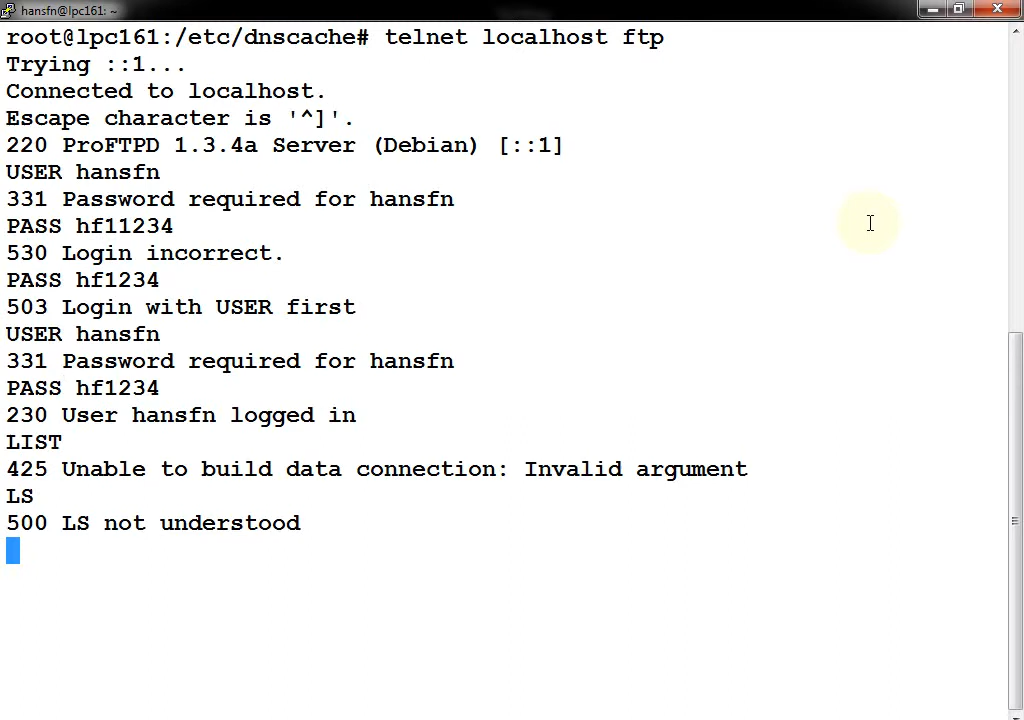 hansfn@lpc161: ~
root@lpc161:/etc/dnscache# telnet localhost ftp
Trying ::1...
Connected to localhost.
Escape character is '^]'.
220 ProFTPD 1.3.4a Server (Debian) [::1]
USER hansfn
331 Password required for hansfn
PASS hf11234
530 Login incorrect.
PASS hf1234
503 Login with USER first
USER hansfn
331 Password required for hansfn
PASS hf1234
230 User hansfn logged in
LIST
425 Unable to build data connection: Invalid argument
LS
500 LS not understood